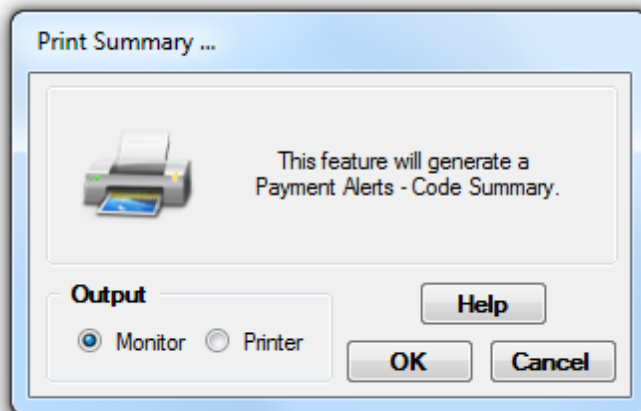 Print Summary ...
This feature will generate a
Payment Alerts - Code Summary.
Output
Monitor Printer
Help
OK Cancel